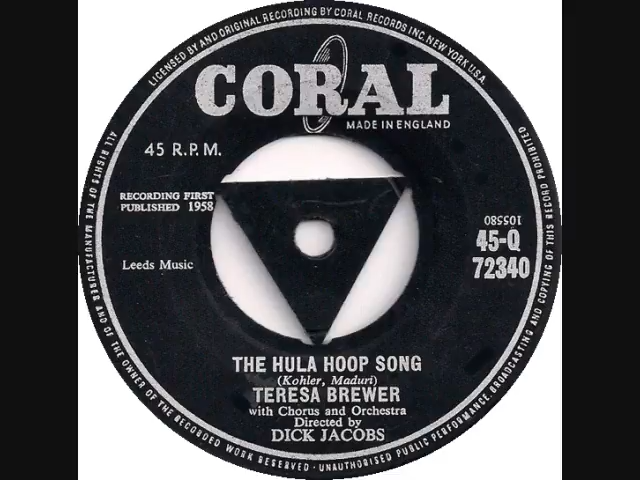 LICENSED BY AND ORIGINAL RECORDING BY CORAL RECORDS INC. NEW YORK U.S.A.
CORAL
MADE IN ENGLAND
45 R.P.M.
RECORDING FIRST
PUBLISHED 1958
Leeds Music
105580
45-Q
72340
THE HULA HOOP SONG
(Kohler, Maduri)
TERESA BREWER
with Chorus and Orchestra
Directed by
DICK JACOBS
ALL RIGHTS OF THE MANUFACTURER AND OF THE OWNER OF THE RECORDED WORK RESERVED - UNAUTHORISED PUBLIC PERFORMANCE, BROADCASTING AND COPYING OF THIS RECORD PROHIBITED